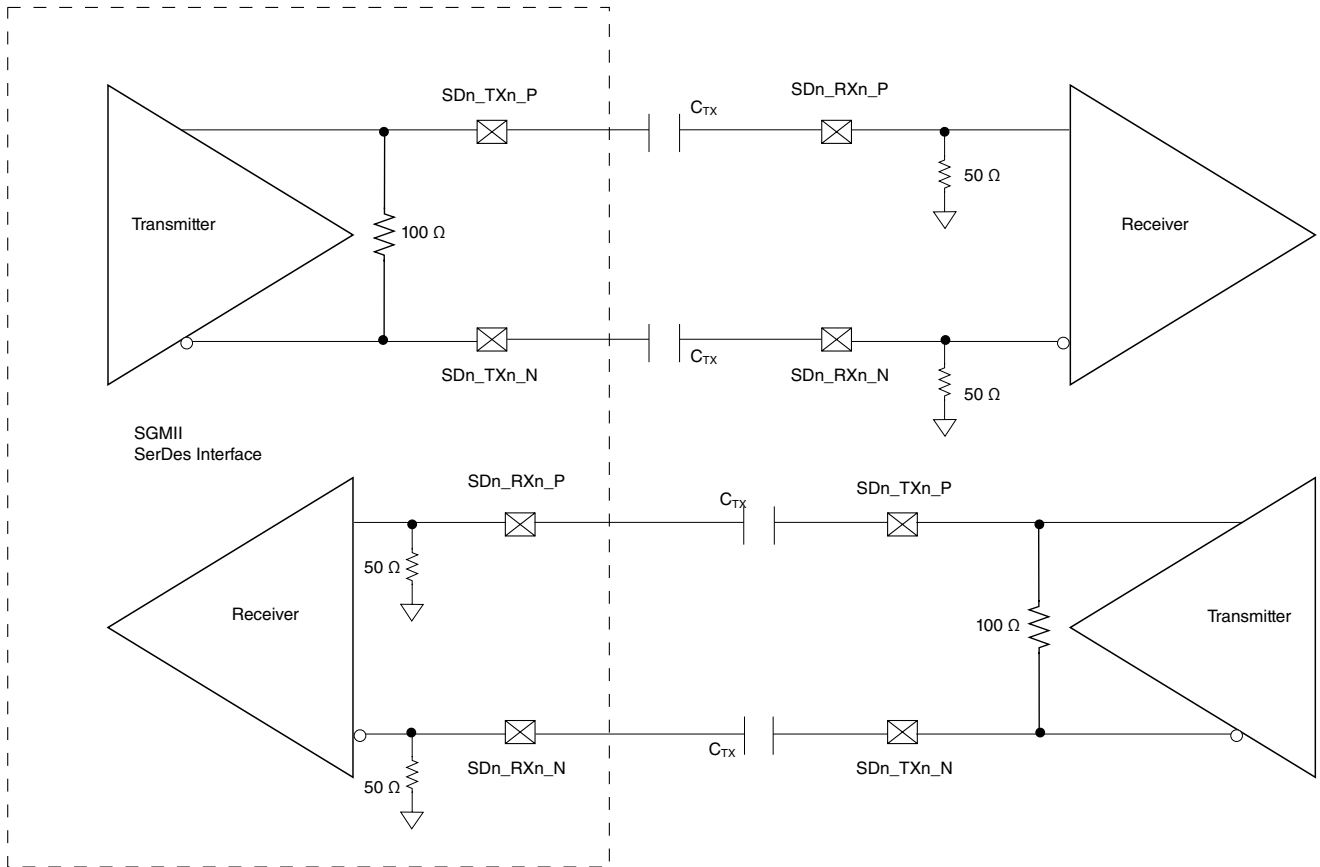 SDn_TXn_P
C_TX
SDn_RXn_P
50 Ω
Transmitter
100 Ω
Receiver
SDn_TXn_N
C_TX
SDn_RXn_N
50 Ω
SGMII
SerDes Interface
SDn_RXn_P
C_TX
SDn_TXn_P
50 Ω
Receiver
100 Ω
Transmitter
SDn_RXn_N
C_TX
SDn_TXn_N
50 Ω